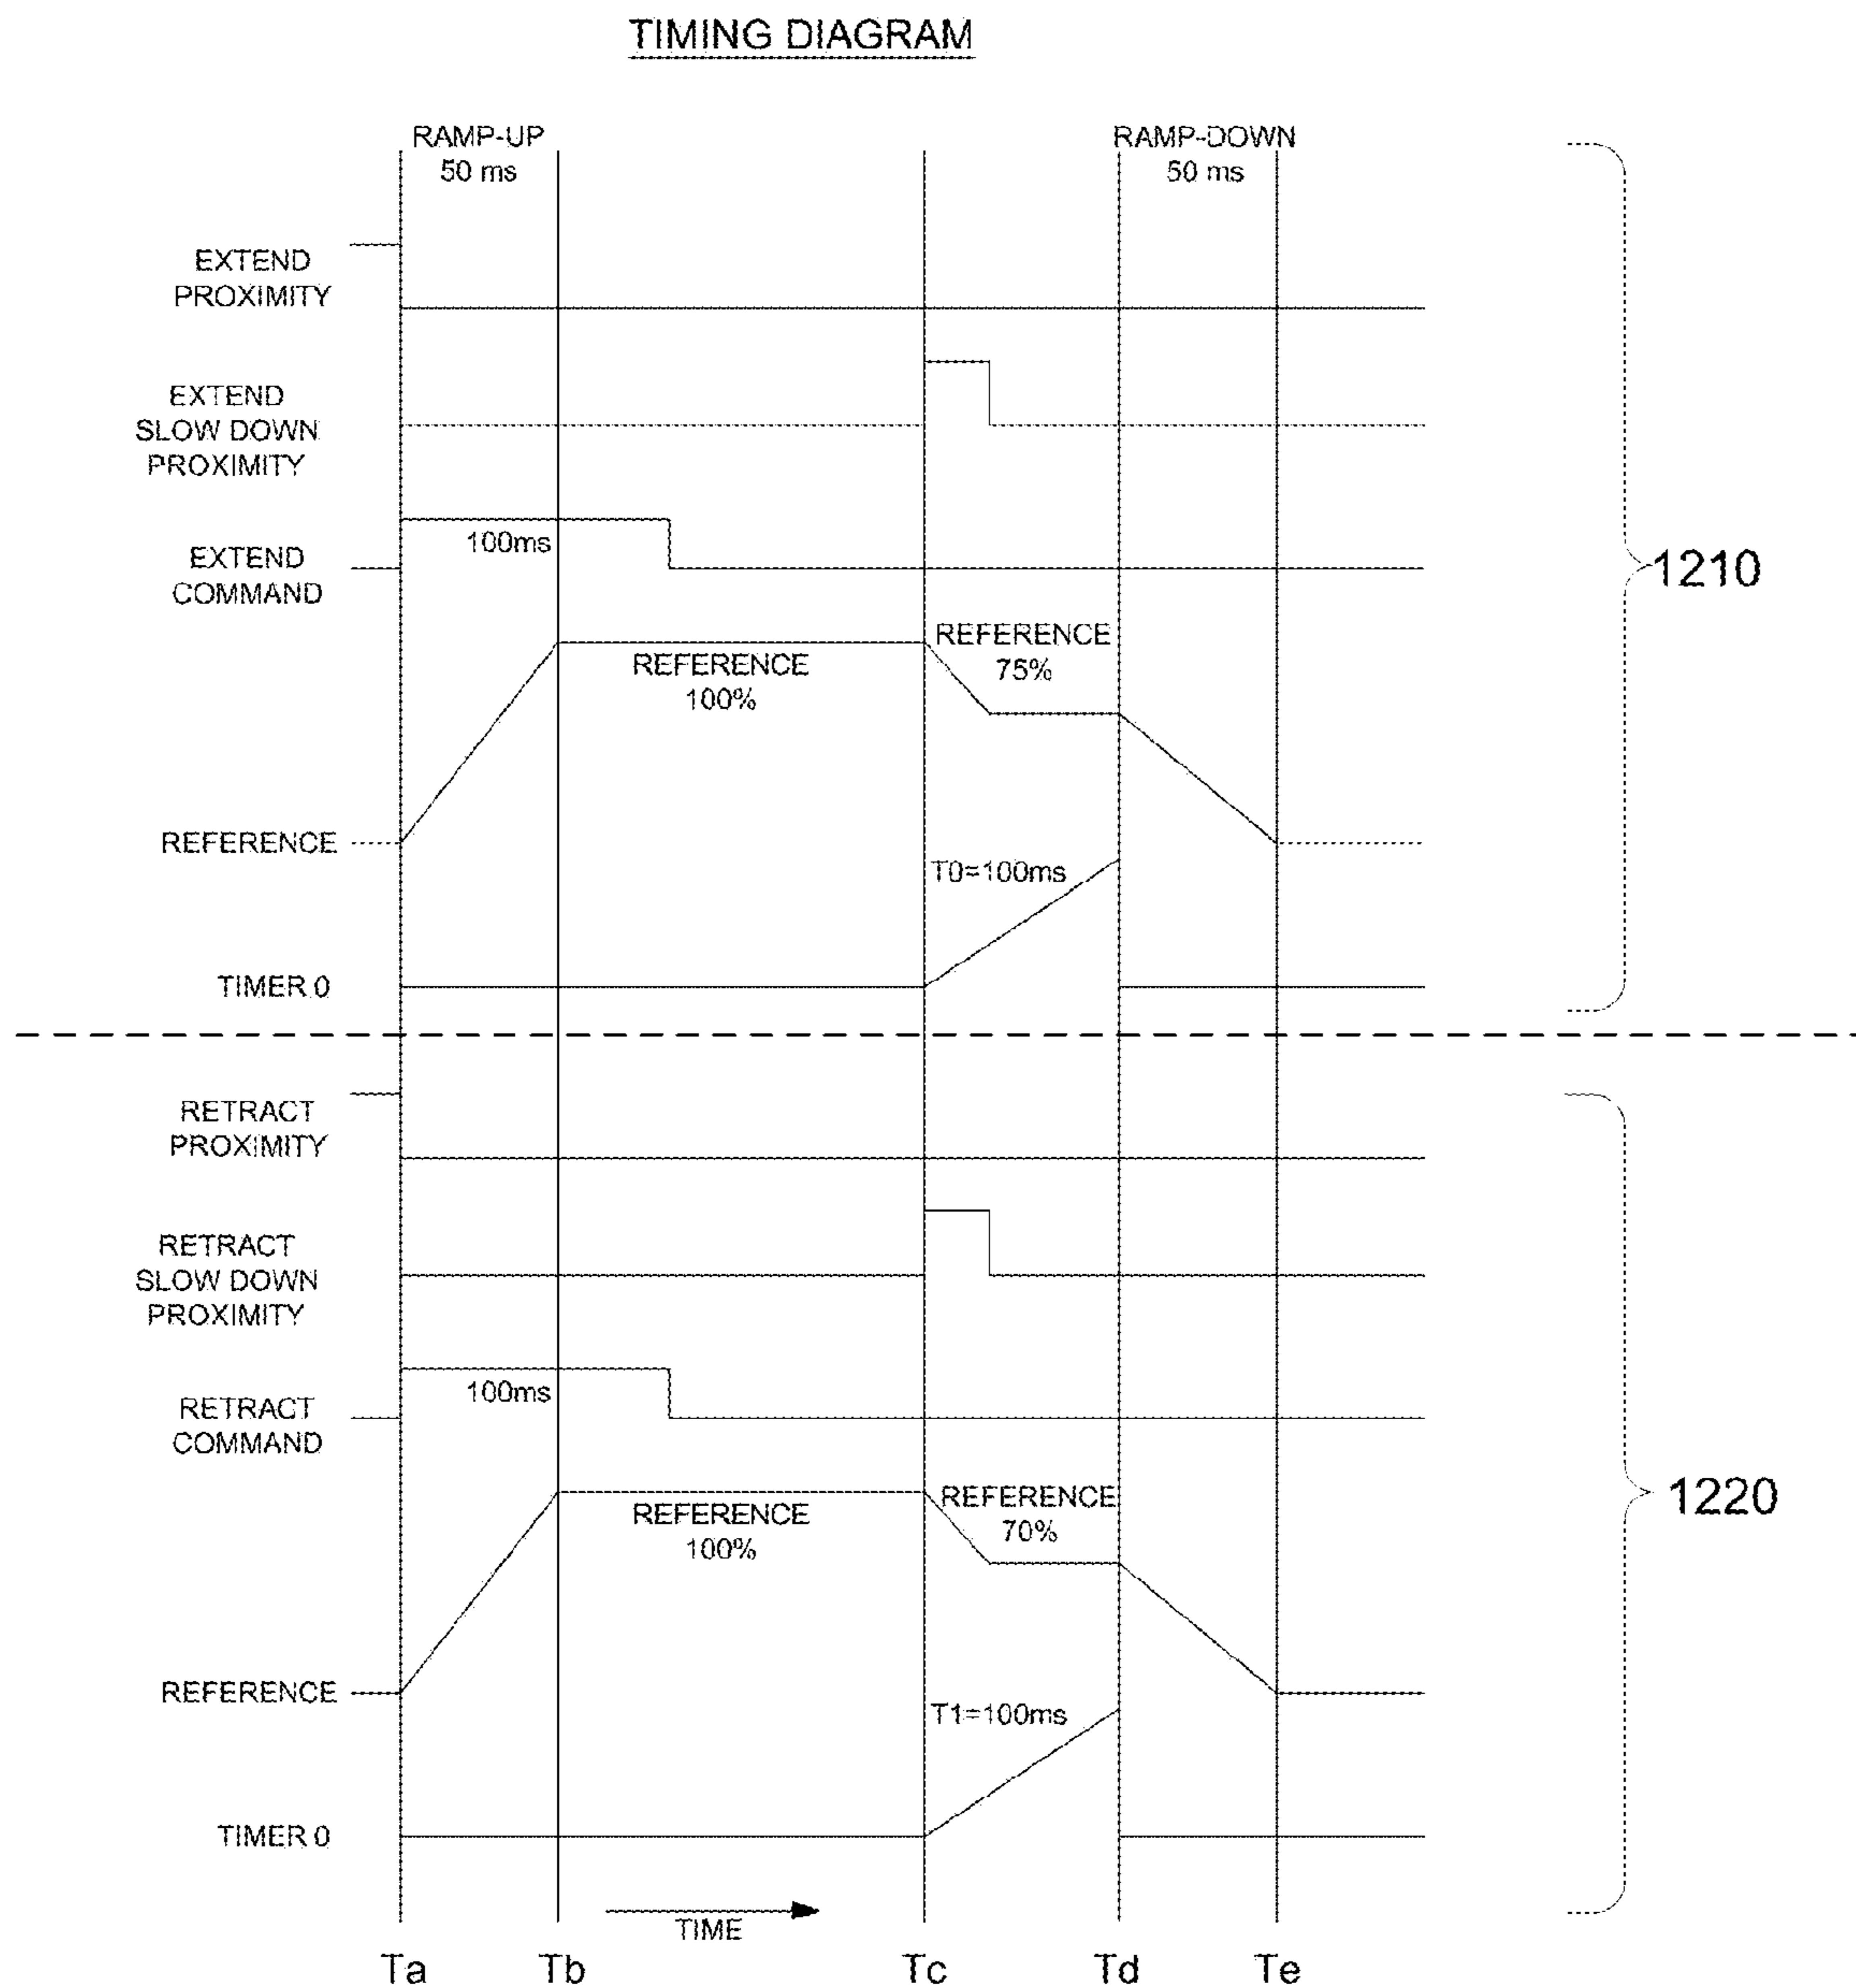 TIMING DIAGRAM
RAMP-UP
50 ms
RAMP-DOWN
50 ms
EXTEND
PROXIMITY
EXTEND
SLOW DOWN
PROXIMITY
100ms
EXTEND
COMMAND
1210
REFERENCE
75%
REFERENCE
100%
REFERENCE
T0=100ms
TIMER 0
RETRACT
PROXIMITY
RETRACT
SLOW DOWN
PROXIMITY
100ms
RETRACT
COMMAND
1220
REFERENCE
70%
REFERENCE
100%
REFERENCE
T1=100ms
TIMER 0
TIME
Ta Tb Tc Td Te